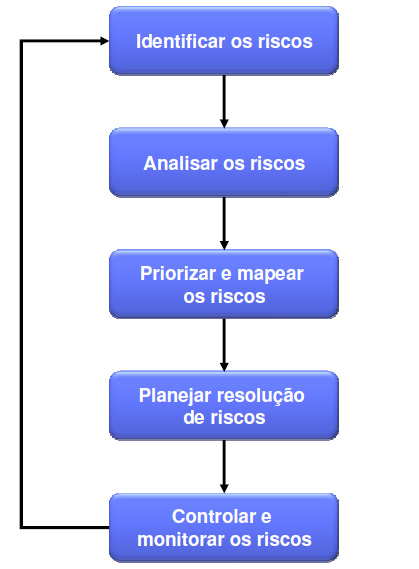 Identificar os riscos
Analisar os riscos
Priorizar e mapear
os riscos
Planejar resolução
de riscos
Controlar e
monitorar os riscos